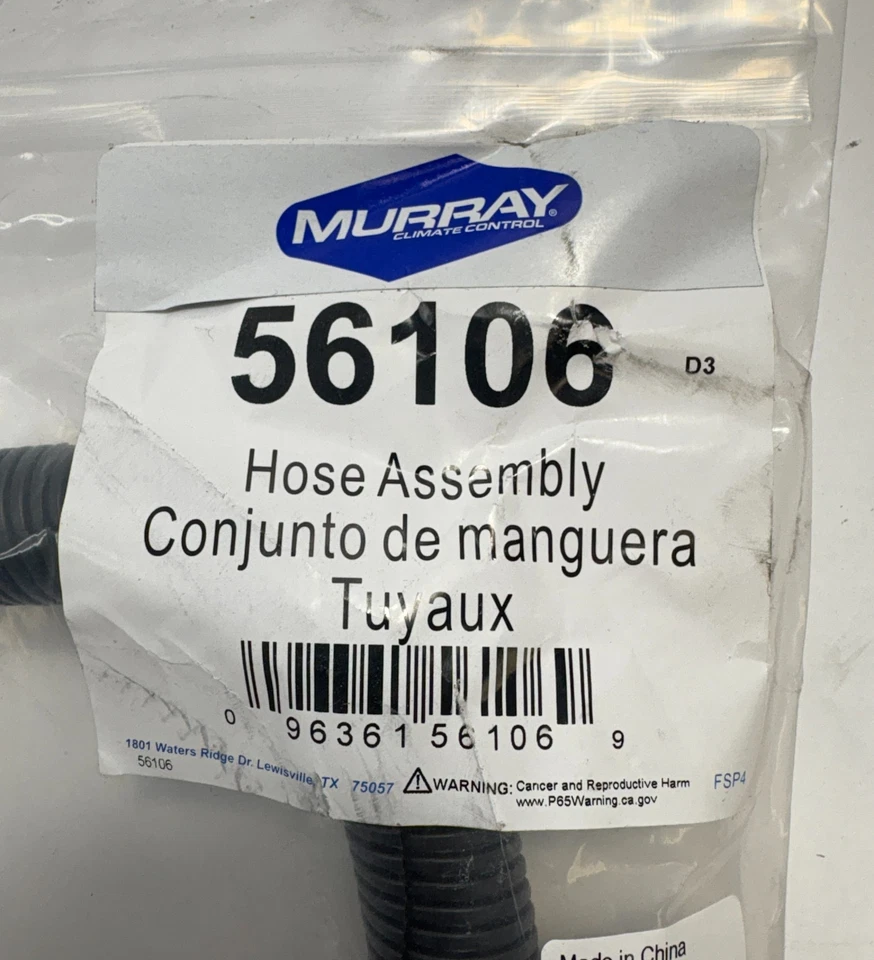 MURRAY®
CLIMATE CONTROL
56106
D3
Hose Assembly
Conjunto de manguera
Tuyaux
0 96361 56106 9
1801 Waters Ridge Dr. Lewisville, TX 75057
56106
WARNING: Cancer and Reproductive Harm
www.P65Warning.ca.gov
FSP4
Made in China